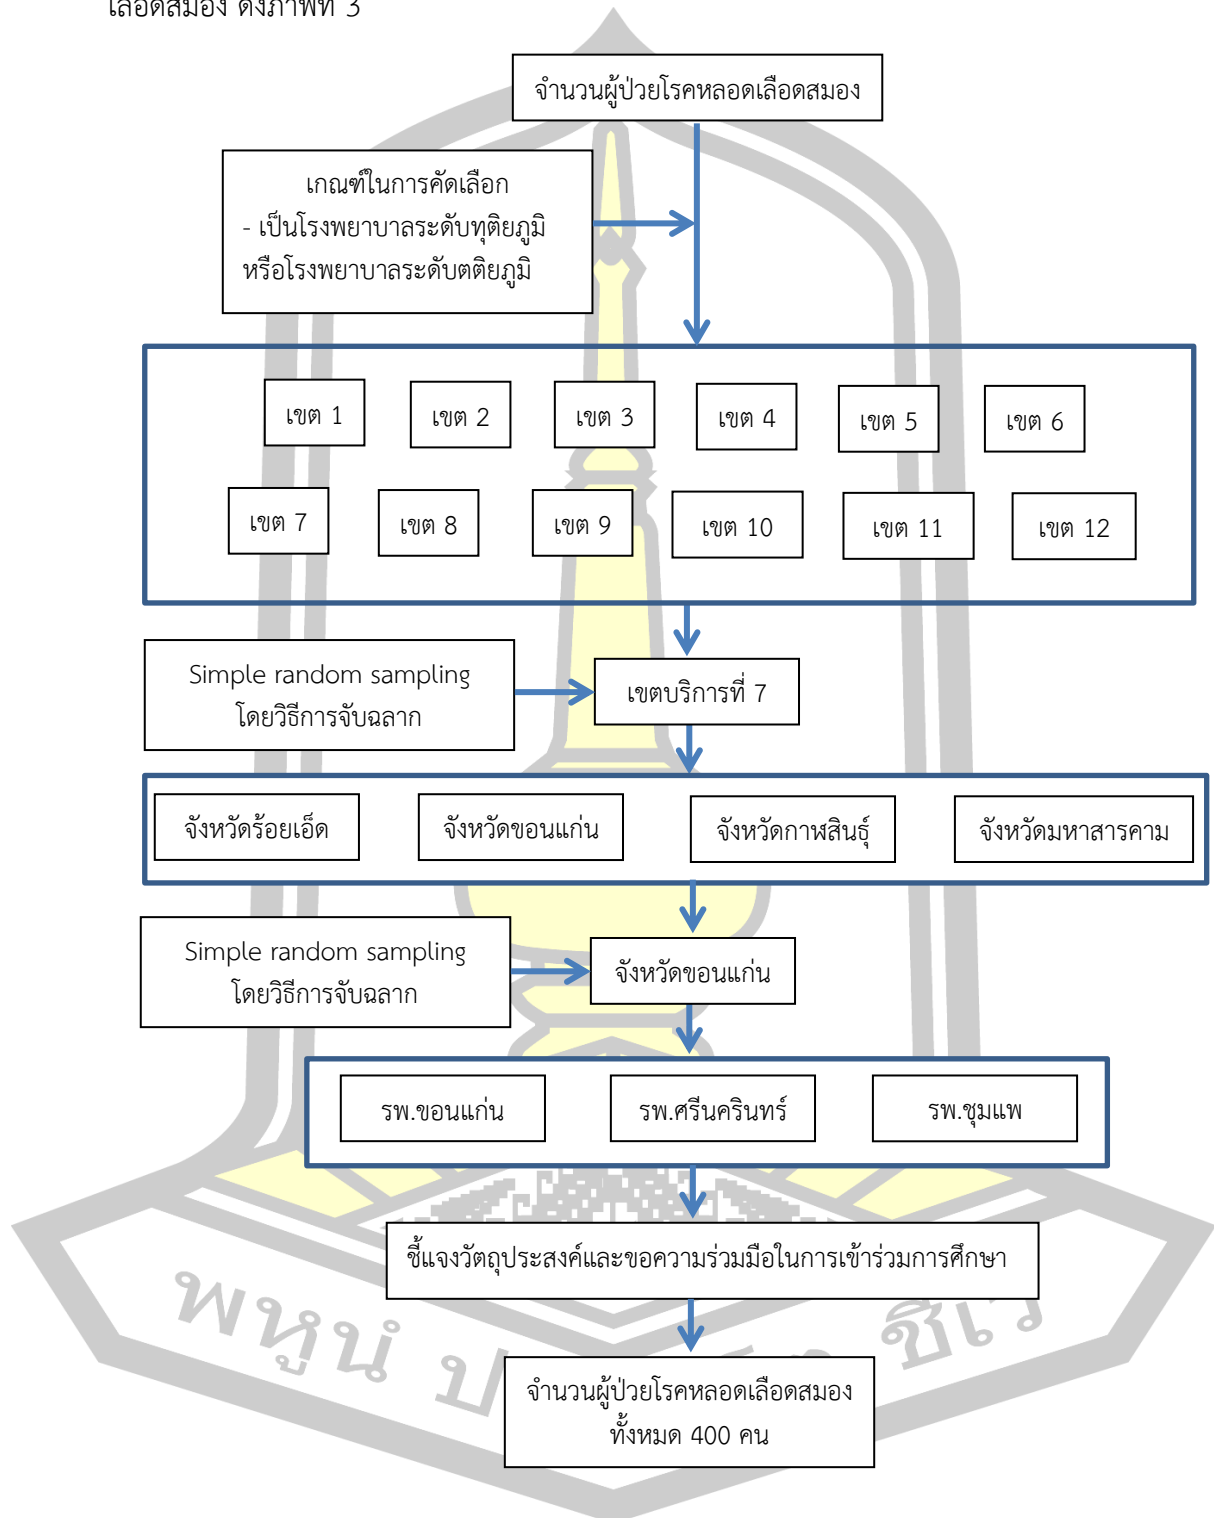 เลือดสมอง ดังภาพที่ 3
จำนวนผู้ป่วยโรคหลอดเลือดสมอง
เกณฑ์ในการคัดเลือก
- เป็นโรงพยาบาลระดับทุติยภูมิ
หรือโรงพยาบาลระดับตติยภูมิ
เขต 1
เขต 2
เขต 3
เขต 4
เขต 5
เขต 6
เขต 7
เขต 8
เขต 9
เขต 10
เขต 11
เขต 12
Simple random sampling
โดยวิธีการจับฉลาก
เขตบริการที่ 7
จังหวัดร้อยเอ็ด
จังหวัดขอนแก่น
จังหวัดกาฬสินธุ์
จังหวัดมหาสารคาม
Simple random sampling
โดยวิธีการจับฉลาก
จังหวัดขอนแก่น
รพ.ขอนแก่น
รพ.ศรีนครินทร์
รพ.ชุมแพ
ชี้แจงวัตถุประสงค์และขอความร่วมมือในการเข้าร่วมการศึกษา
จำนวนผู้ป่วยโรคหลอดเลือดสมอง
ทั้งหมด 400 คน
พหูนํ
ชีเว